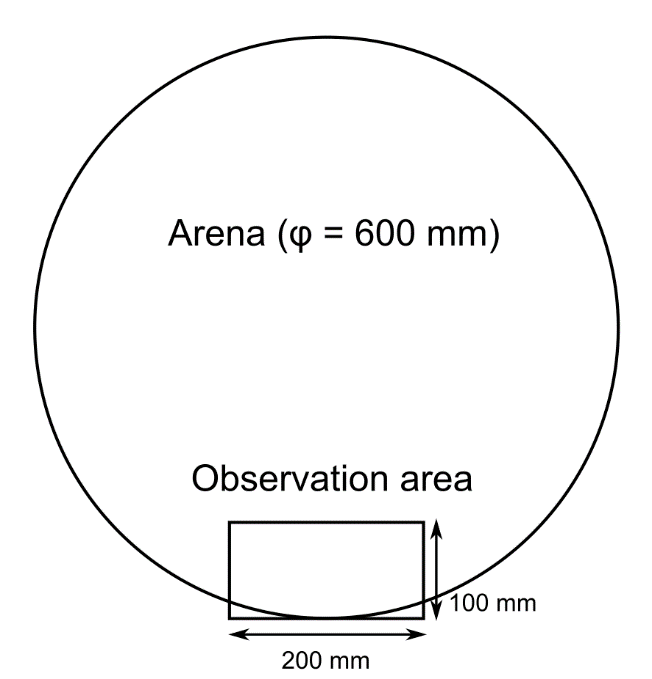 Arena (φ = 600 mm)
Observation area
100 mm
200 mm